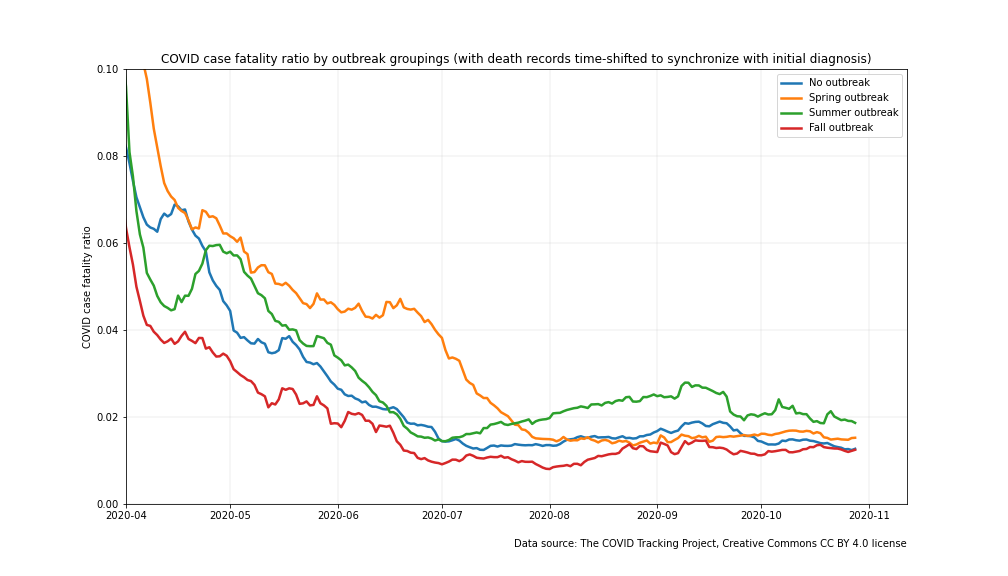 COVID case fatality ratio by outbreak groupings (with death records time-shifted to synchronize with initial diagnosis)
0.10
0.08
0.06
0.04
0.02
0.00
COVID case fatality ratio
No outbreak
Spring outbreak
Summer outbreak
Fall outbreak
2020-04 2020-05 2020-06 2020-07 2020-08 2020-09 2020-10 2020-11
Data source: The COVID Tracking Project, Creative Commons CC BY 4.0 license